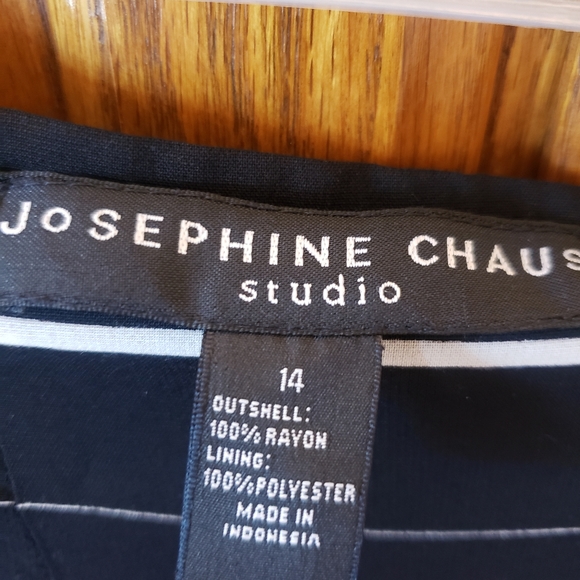 JoSEPHINE CHAUS
studio
14
OUTSHELL:
100% RAYON
LINING:
100% POLYESTER
MADE IN
INDONESIA